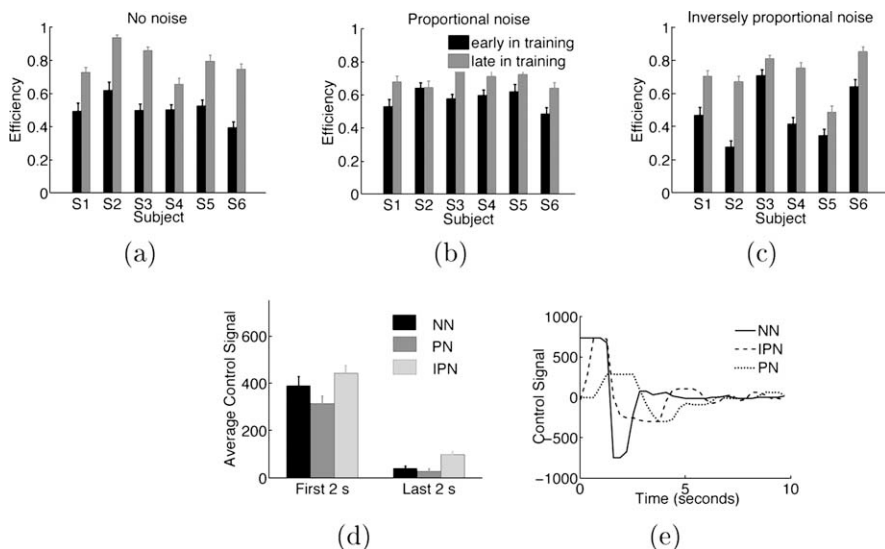 No noise
1
0.8
0.6
0.4
0.2
0
Efficiency
S1 S2 S3 S4 S5 S6
Subject
(a)
Proportional noise
early in training
late in training
1
0.8
0.6
0.4
0.2
0
Efficiency
S1 S2 S3 S4 S5 S6
Subject
(b)
Inversely proportional noise
1
0.8
0.6
0.4
0.2
0
Efficiency
S1 S2 S3 S4 S5 S6
Subject
(c)
600
400
200
0
Average Control Signal
NN
PN
IPN
First 2 s Last 2 s
(d)
1000
500
0
-500
-1000
Control Signal
NN
IPN
PN
0 5 10
Time (seconds)
(e)